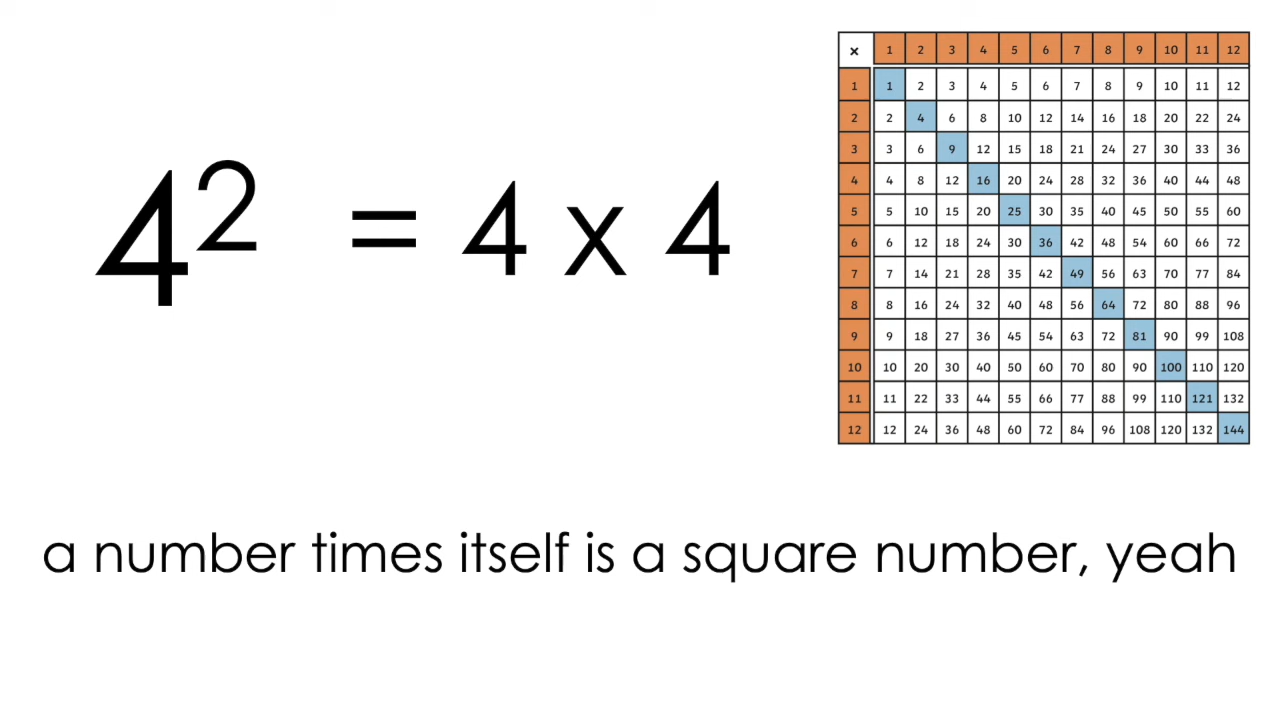 4² = 4 x 4
× 1 2 3 4 5 6 7 8 9 10 11 12
1 1 2 3 4 5 6 7 8 9 10 11 12
2 2 4 6 8 10 12 14 16 18 20 22 24
3 3 6 9 12 15 18 21 24 27 30 33 36
4 4 8 12 16 20 24 28 32 36 40 44 48
5 5 10 15 20 25 30 35 40 45 50 55 60
6 6 12 18 24 30 36 42 48 54 60 66 72
7 7 14 21 28 35 42 49 56 63 70 77 84
8 8 16 24 32 40 48 56 64 72 80 88 96
9 9 18 27 36 45 54 63 72 81 90 99 108
10 10 20 30 40 50 60 70 80 90 100 110 120
11 11 22 33 44 55 66 77 88 99 110 121 132
12 12 24 36 48 60 72 84 96 108 120 132 144
a number times itself is a square number, yeah